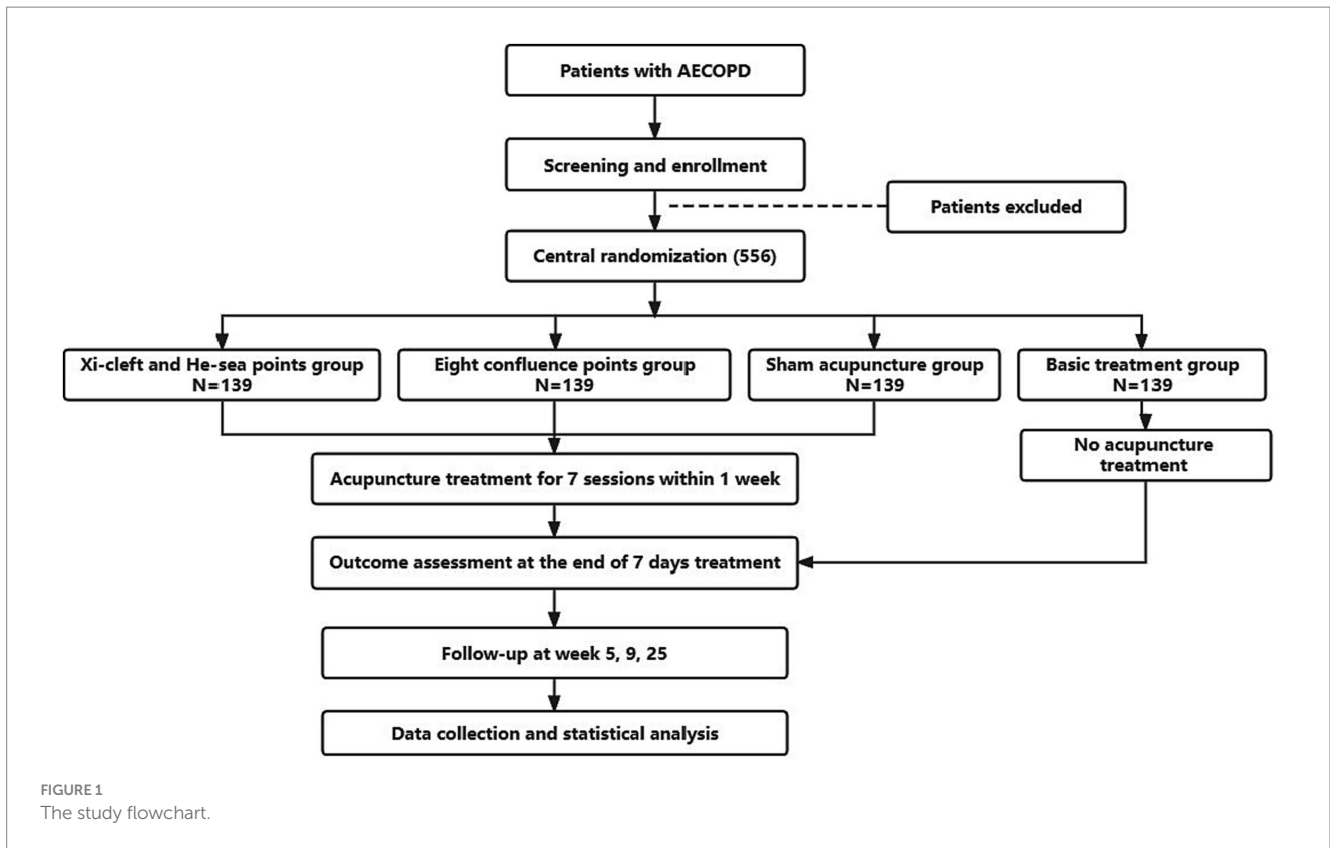 Patients with AECOPD
Screening and enrollment
Patients excluded
Central randomization (556)
Xi-cleft and He-sea points group
N=139
Eight confluence points group
N=139
Sham acupuncture group
N=139
Basic treatment group
N=139
No acupuncture
treatment
Acupuncture treatment for 7 sessions within 1 week
Outcome assessment at the end of 7 days treatment
Follow-up at week 5, 9, 25
Data collection and statistical analysis
FIGURE 1
The study flowchart.